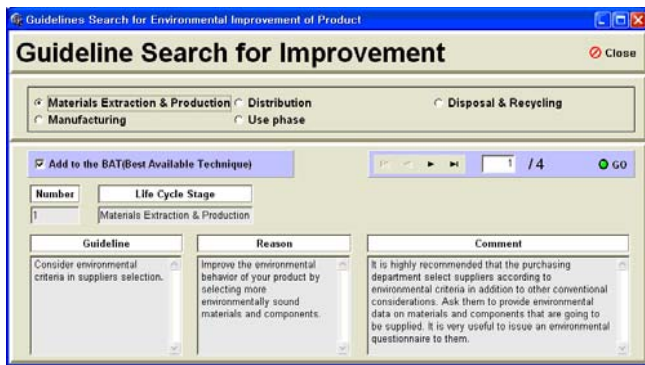 Guidelines Search for Environmental Improvement of Product
Guideline Search for Improvement
Close
Materials Extraction & Production
Distribution
Disposal & Recycling
Manufacturing
Use phase
Add to the BAT(Best Available Technique)
1 / 4
GO
Number
Life Cycle Stage
1
Materials Extraction & Production
Guideline
Reason
Comment
Consider environmental
criteria in suppliers selection.
Improve the environmental
behavior of your product by
selecting more
environmentally sound
materials and components.
It is highly recommended that the purchasing
department select suppliers according to
environmental criteria in addition to other conventional
considerations. Ask them to provide environmental
data on materials and components that are going to
be supplied. It is very useful to issue an environmental
questionnaire to them.